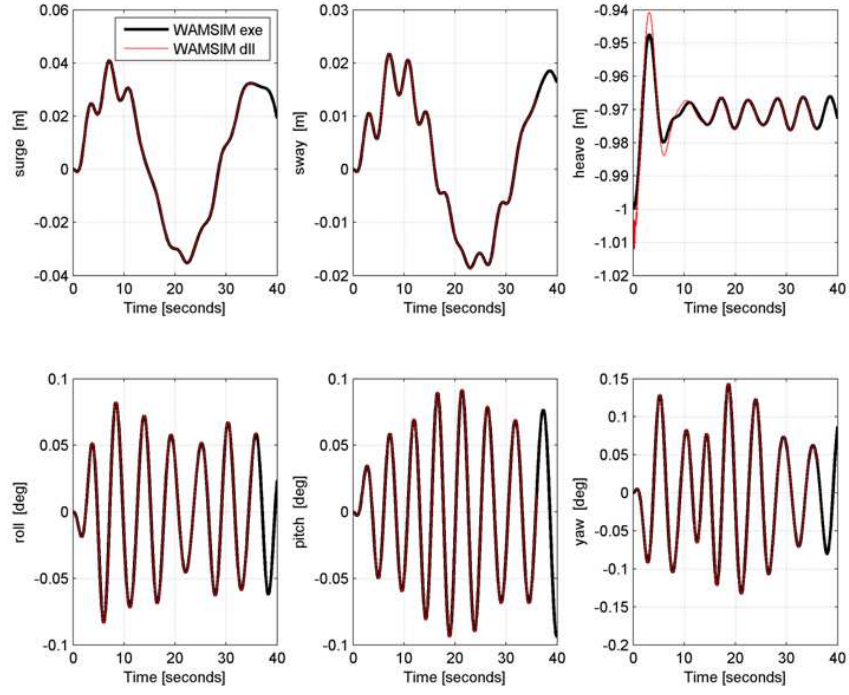 WAMSIM exe
WAMSIM dll
surge [m]
0.06
0.04
0.02
0
-0.02
-0.04
0 10 20 30 40
Time [seconds]
sway [m]
0.03
0.02
0.01
0
-0.01
-0.02
0 10 20 30 40
Time [seconds]
heave [m]
-0.94
-0.95
-0.96
-0.97
-0.98
-0.99
-1
-1.01
-1.02
0 10 20 30 40
Time [seconds]
roll [deg]
0.1
0.05
0
-0.05
-0.1
0 10 20 30 40
Time [seconds]
pitch [deg]
0.1
0.05
0
-0.05
-0.1
0 10 20 30 40
Time [seconds]
yaw [deg]
0.15
0.1
0.05
0
-0.05
-0.1
-0.15
-0.2
0 10 20 30 40
Time [seconds]